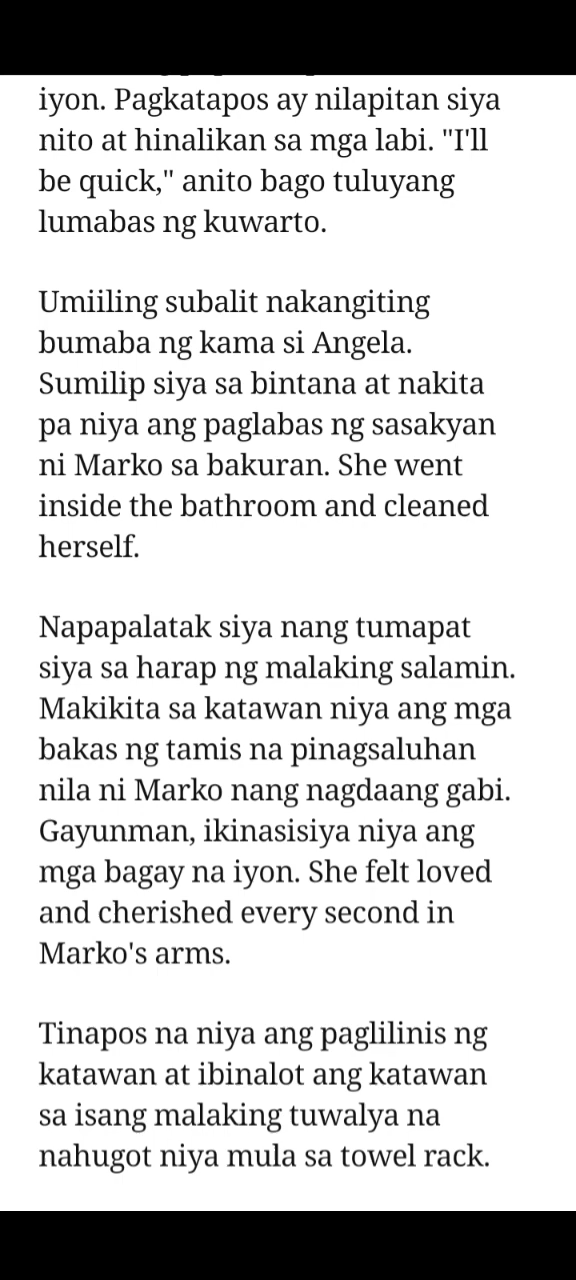 iyon. Pagkatapos ay nilapitan siya
nito at hinalikan sa mga labi. "I'll
be quick," anito bago tuluyang
lumabas ng kuwarto.
Umiiling subalit nakangiting
bumaba ng kama si Angela.
Sumilip siya sa bintana at nakita
pa niya ang paglabas ng sasakyan
ni Marko sa bakuran. She went
inside the bathroom and cleaned
herself.
Napapalatak siya nang tumapat
siya sa harap ng malaking salamin.
Makikita sa katawan niya ang mga
bakas ng tamis na pinagsaluhan
nila ni Marko nang nagdaang gabi.
Gayunman, ikinasisiya niya ang
mga bagay na iyon. She felt loved
and cherished every second in
Marko's arms.
Tinapos na niya ang paglilinis ng
katawan at ibinalot ang katawan
sa isang malaking tuwalya na
nahugot niya mula sa towel rack.